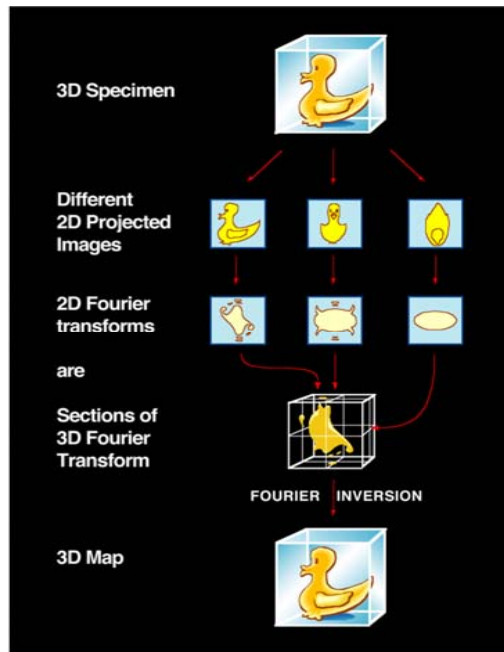 3D Specimen
Different
2D Projected
Images
2D Fourier
transforms
are
Sections of
3D Fourier
Transform
FOURIER INVERSION
3D Map